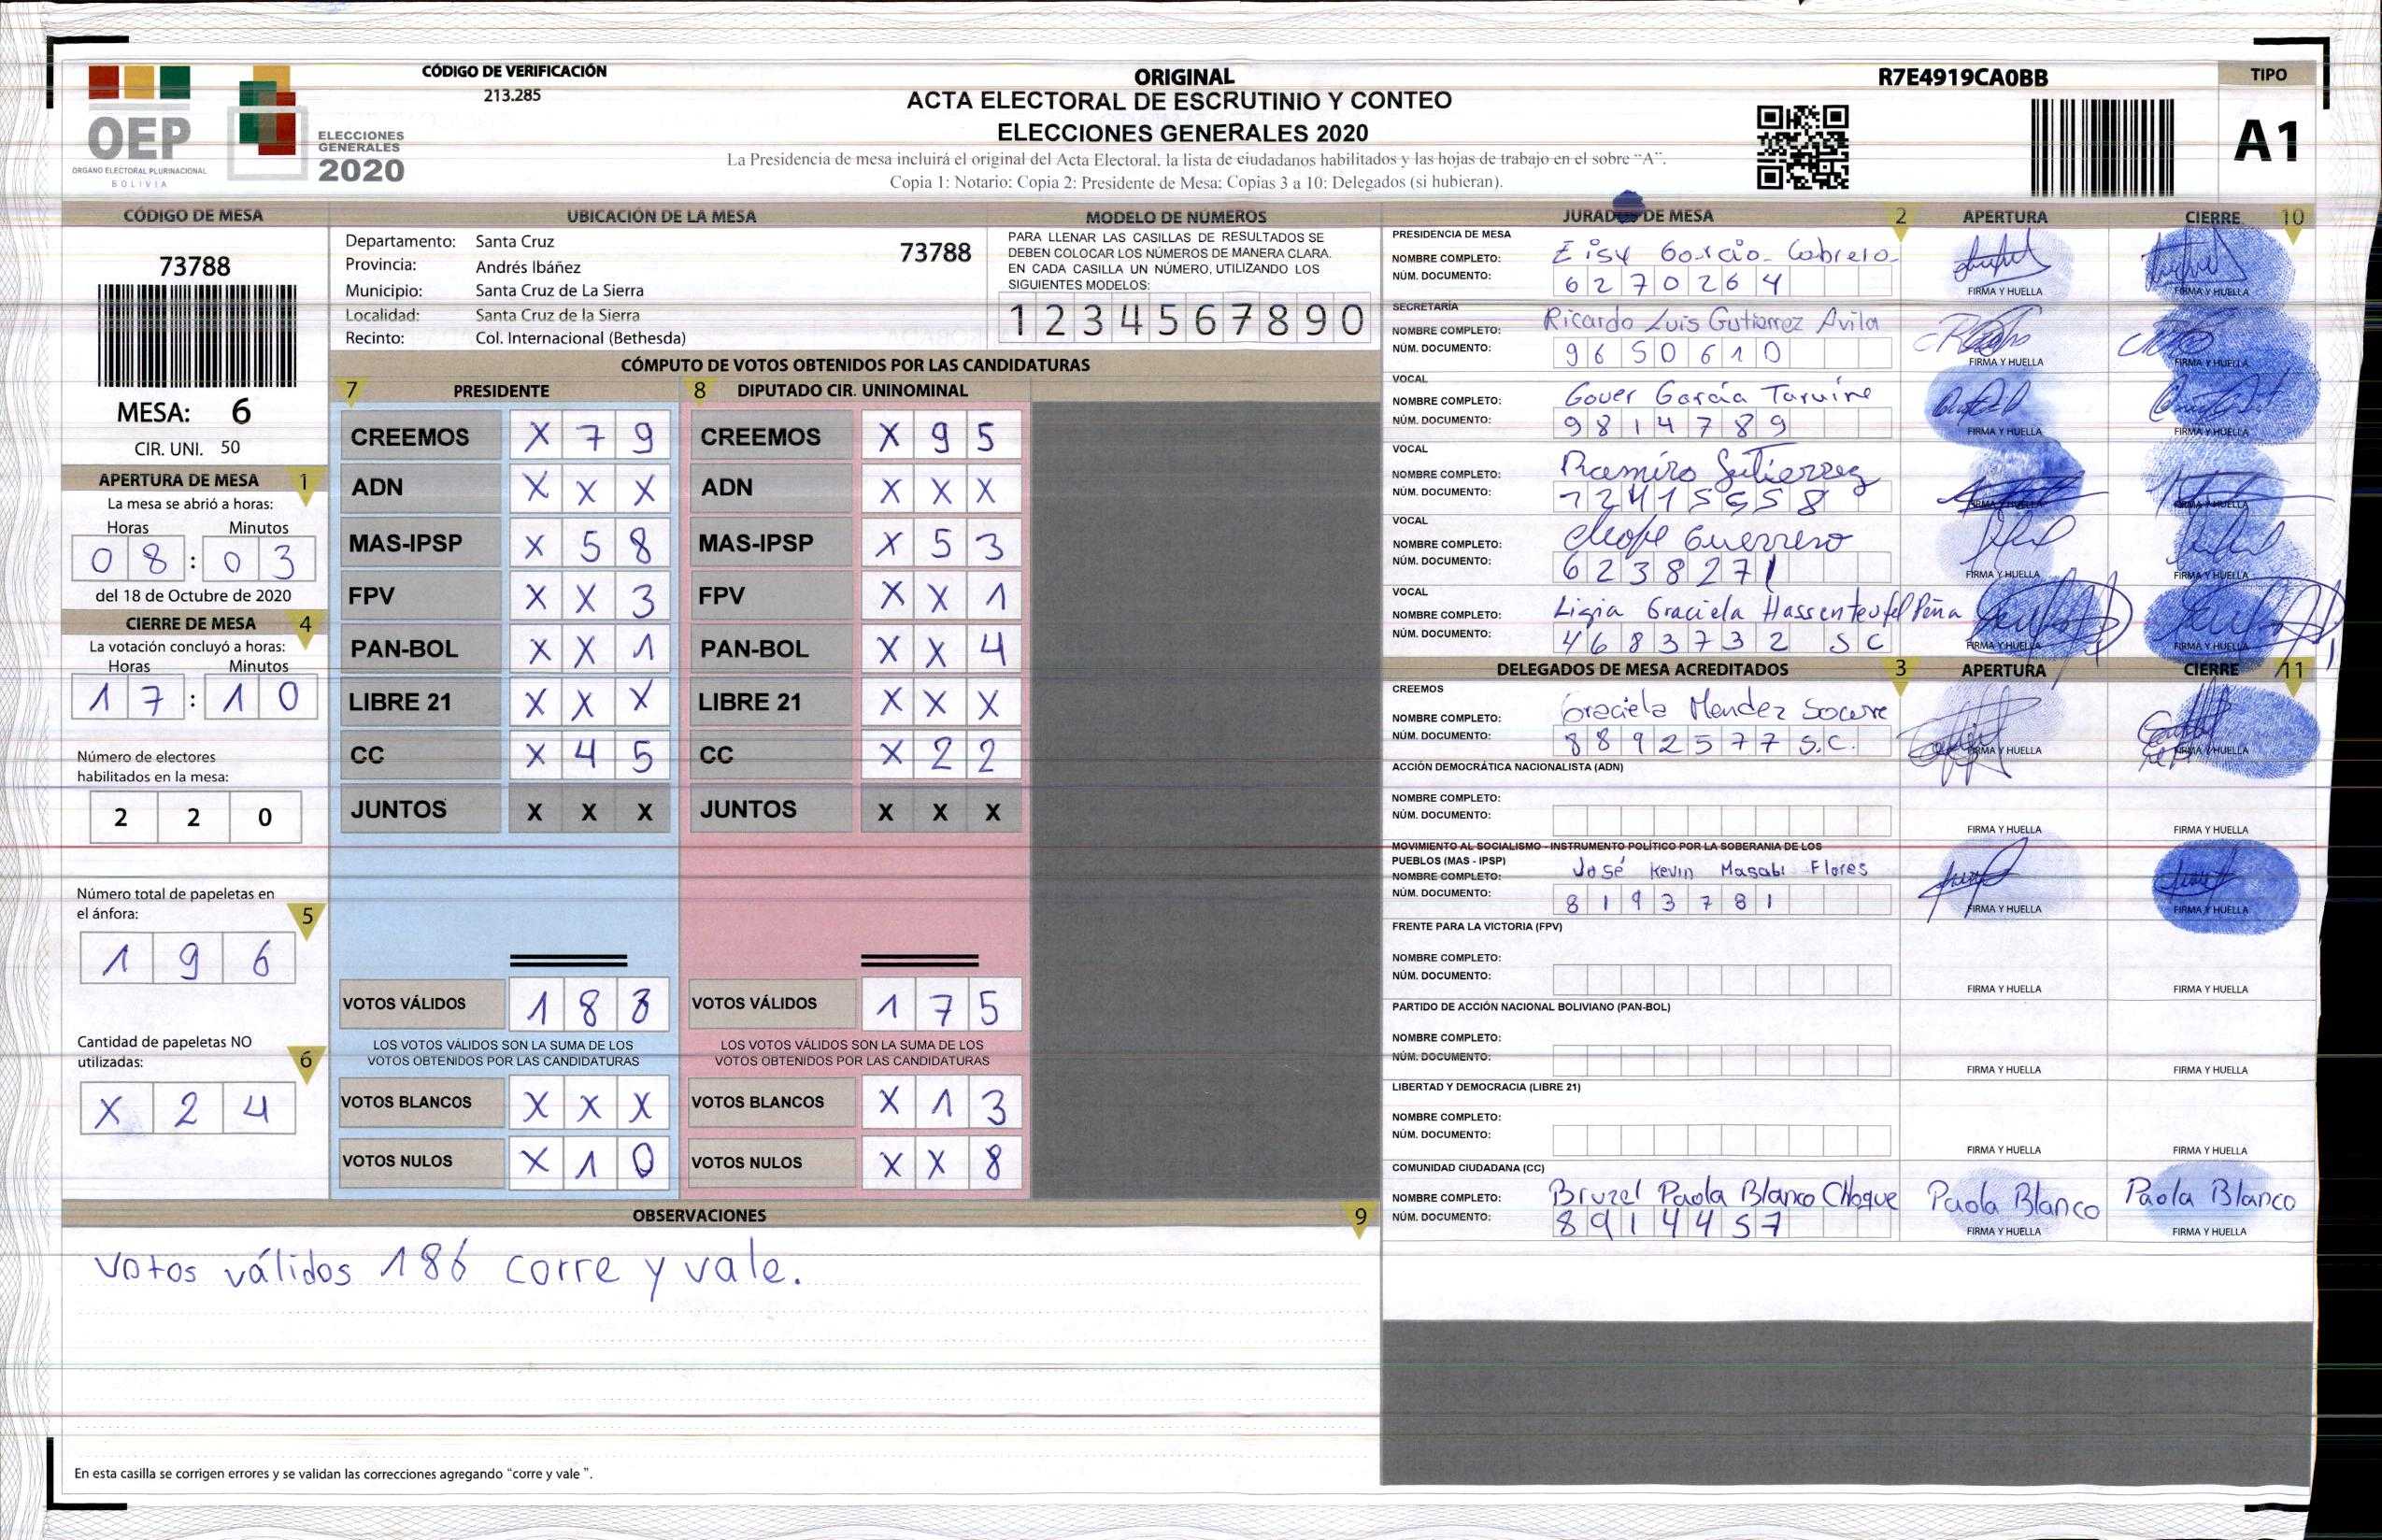 CÓDIGO DE VERIFICACIÓN
213.285
OEP
ÓRGANO ELECTORAL PLURINACIONAL
BOLIVIA
ELECCIONES
GENERALES
2020
ORIGINAL
ACTA ELECTORAL DE ESCRUTINIO Y CONTEO
ELECCIONES GENERALES 2020
La Presidencia de mesa incluirá el original del Acta Electoral, la lista de ciudadanos habilitados y las hojas de trabajo en el sobre "A".
Copia 1: Notario: Copia 2: Presidente de Mesa: Copias 3 a 10: Delegados (si hubieran).
R7E4919CA0BB
TIPO
A1
CÓDIGO DE MESA
73788
MESA: 6
CIR. UNI. 50
APERTURA DE MESA 1
La mesa se abrió a horas:
Horas Minutos
0 8 : 0 3
del 18 de Octubre de 2020
CIERRE DE MESA 4
La votación concluyó a horas:
Horas Minutos
1 7 : 1 0
Número de electores
habilitados en la mesa:
2 2 0
Número total de papeletas en
el ánfora: 5
1 9 6
Cantidad de papeletas NO
utilizadas: 6
X 2 4
UBICACIÓN DE LA MESA
Departamento: Santa Cruz 73788
Provincia: Andrés Ibáñez
Municipio: Santa Cruz de La Sierra
Localidad: Santa Cruz de la Sierra
Recinto: Col. Internacional (Bethesda)
MODELO DE NÚMEROS
PARA LLENAR LAS CASILLAS DE RESULTADOS SE
DEBEN COLOCAR LOS NÚMEROS DE MANERA CLARA.
EN CADA CASILLA UN NÚMERO, UTILIZANDO LOS
SIGUIENTES MODELOS:
1 2 3 4 5 6 7 8 9 0
CÓMPUTO DE VOTOS OBTENIDOS POR LAS CANDIDATURAS
7 PRESIDENTE 8 DIPUTADO CIR. UNINOMINAL
CREEMOS X 7 9 CREEMOS X 9 5
ADN X X X ADN X X X
MAS-IPSP X 5 8 MAS-IPSP X 5 3
FPV X X 3 FPV X X 1
PAN-BOL X X 1 PAN-BOL X X 4
LIBRE 21 X X X LIBRE 21 X X X
CC X 4 5 CC X 2 2
JUNTOS X X X JUNTOS X X X
VOTOS VÁLIDOS 1 8 3 VOTOS VÁLIDOS 1 7 5
LOS VOTOS VÁLIDOS SON LA SUMA DE LOS LOS VOTOS VÁLIDOS SON LA SUMA DE LOS
VOTOS OBTENIDOS POR LAS CANDIDATURAS VOTOS OBTENIDOS POR LAS CANDIDATURAS
VOTOS BLANCOS X X X VOTOS BLANCOS X 1 3
VOTOS NULOS X 1 0 VOTOS NULOS X X 8
OBSERVACIONES 9
Votos válidos 186 corre y vale.
En esta casilla se corrigen errores y se validan las correcciones agregando "corre y vale ".
JURADOS DE MESA 2 APERTURA CIERRE 10
PRESIDENCIA DE MESA
NOMBRE COMPLETO:
NÚM. DOCUMENTO: 6 2 7 0 2 6 4
FIRMA Y HUELLA FIRMA Y HUELLA
SECRETARÍA
NOMBRE COMPLETO: Ricardo Luis Gutierrez Avila
NÚM. DOCUMENTO: 9 6 5 0 6 1 0
FIRMA Y HUELLA FIRMA Y HUELLA
VOCAL
NOMBRE COMPLETO: Gover García
NÚM. DOCUMENTO: 9 8 1 4 7 8 9
FIRMA Y HUELLA FIRMA Y HUELLA
VOCAL
NOMBRE COMPLETO: Ramiro Gutierrez
NÚM. DOCUMENTO:
FIRMA Y HUELLA FIRMA Y HUELLA
VOCAL
NOMBRE COMPLETO: Guerrero
NÚM. DOCUMENTO: 6 2 3 8 2 7 1
FIRMA Y HUELLA FIRMA Y HUELLA
VOCAL
NOMBRE COMPLETO: Ligia Graciela Hassenteufel Peña
NÚM. DOCUMENTO: 4 6 8 3 7 3 2 S C
FIRMA Y HUELLA FIRMA Y HUELLA
DELEGADOS DE MESA ACREDITADOS 3 APERTURA CIERRE 11
CREEMOS
NOMBRE COMPLETO: Graciela Mendez Socore
NÚM. DOCUMENTO: 8 8 9 2 5 7 7 S.C.
FIRMA Y HUELLA FIRMA Y HUELLA
ACCIÓN DEMOCRÁTICA NACIONALISTA (ADN)
NOMBRE COMPLETO:
NÚM. DOCUMENTO:
FIRMA Y HUELLA FIRMA Y HUELLA
MOVIMIENTO AL SOCIALISMO - INSTRUMENTO POLÍTICO POR LA SOBERANIA DE LOS
PUEBLOS (MAS - IPSP)
NOMBRE COMPLETO: José Kevin Masabi Flores
NÚM. DOCUMENTO: 8 1 9 3 7 8 1
FIRMA Y HUELLA FIRMA Y HUELLA
FRENTE PARA LA VICTORIA (FPV)
NOMBRE COMPLETO:
NÚM. DOCUMENTO:
FIRMA Y HUELLA FIRMA Y HUELLA
PARTIDO DE ACCIÓN NACIONAL BOLIVIANO (PAN-BOL)
NOMBRE COMPLETO:
NÚM. DOCUMENTO:
FIRMA Y HUELLA FIRMA Y HUELLA
LIBERTAD Y DEMOCRACIA (LIBRE 21)
NOMBRE COMPLETO:
NÚM. DOCUMENTO:
FIRMA Y HUELLA FIRMA Y HUELLA
COMUNIDAD CIUDADANA (CC)
NOMBRE COMPLETO: Bruzel Paola Blanco Choque Paola Blanco Paola Blanco
NÚM. DOCUMENTO: 8 9 1 4 4 5 7
FIRMA Y HUELLA FIRMA Y HUELLA